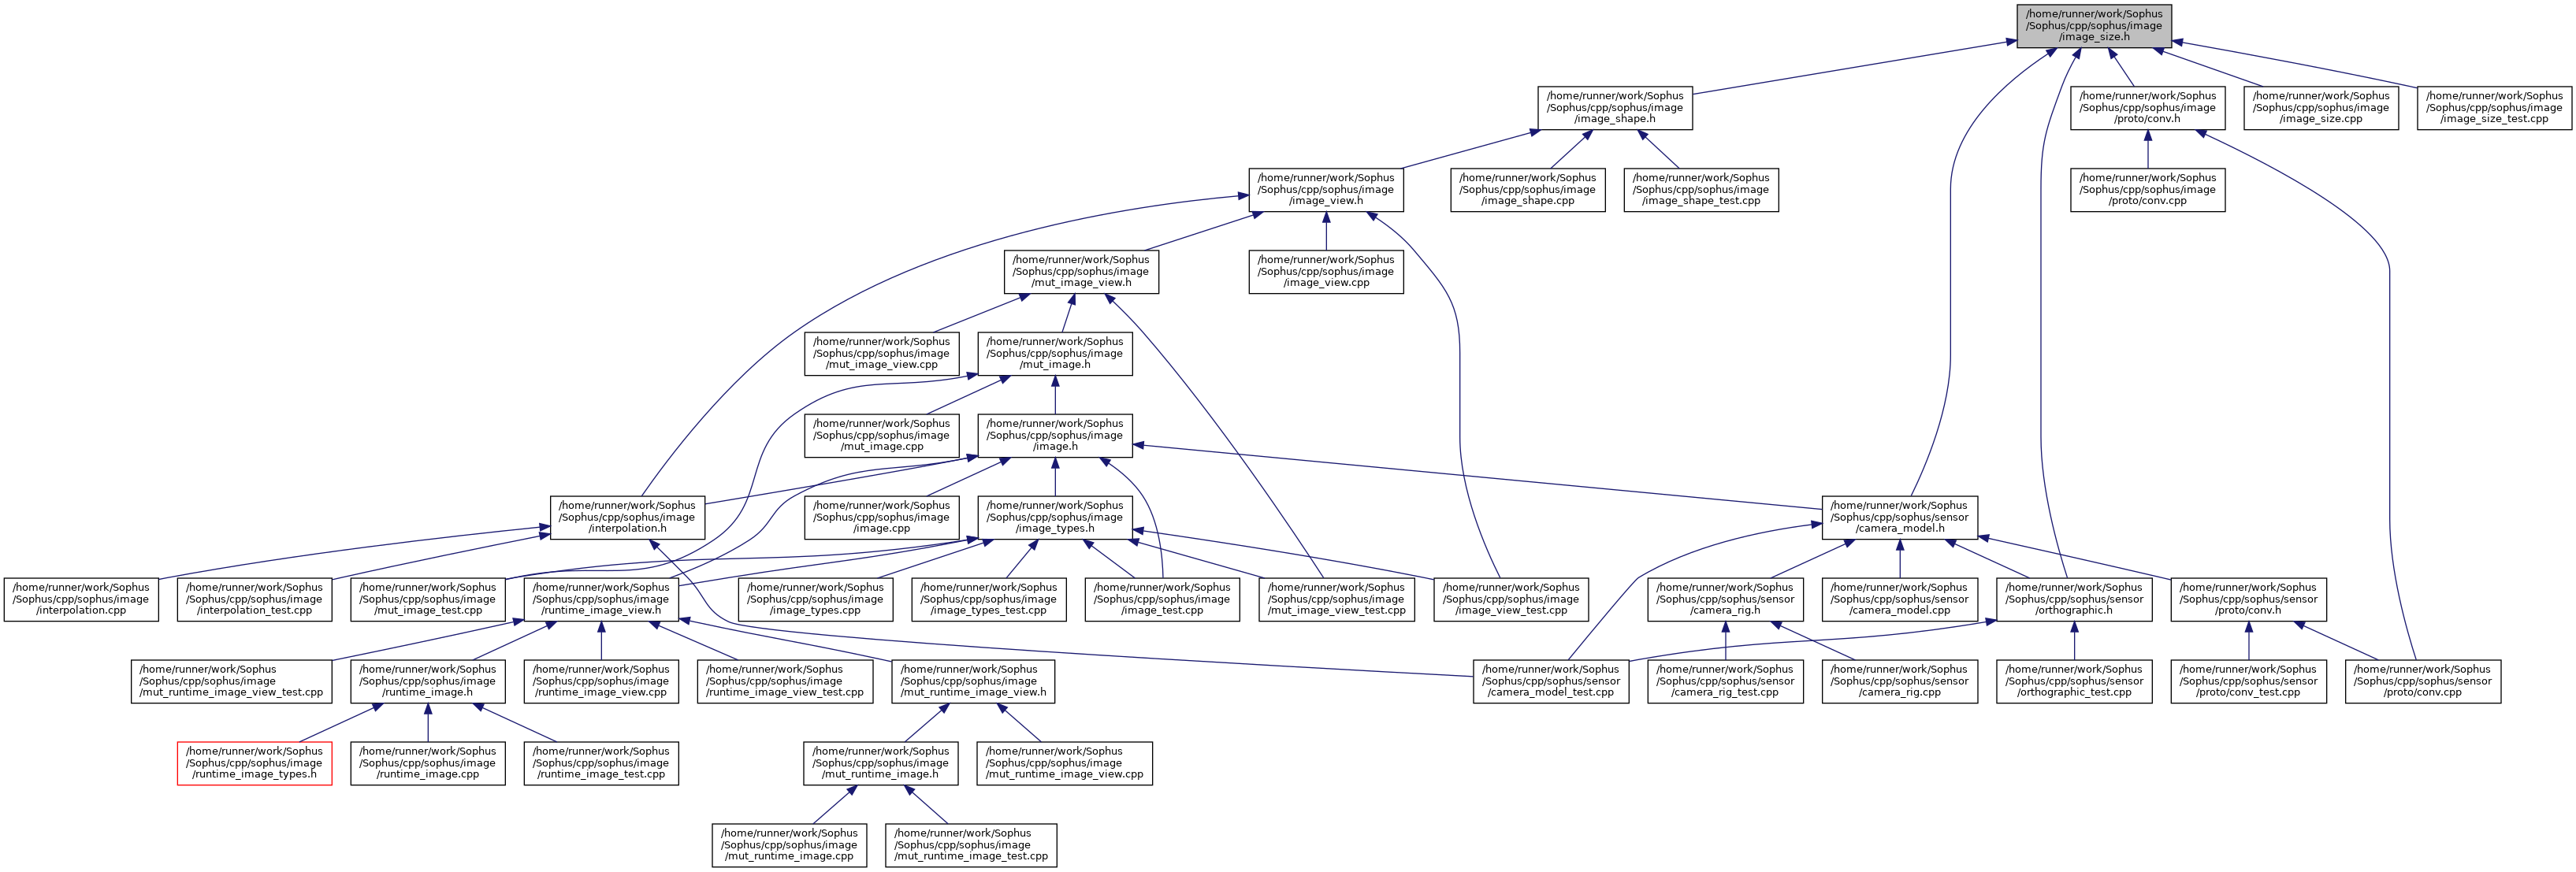 /home/runner/work/Sophus
/Sophus/cpp/sophus/image
/image_size.h
/home/runner/work/Sophus
/Sophus/cpp/sophus/image
/image_shape.h
/home/runner/work/Sophus
/Sophus/cpp/sophus/image
/proto/conv.h
/home/runner/work/Sophus
/Sophus/cpp/sophus/image
/image_size.cpp
/home/runner/work/Sophus
/Sophus/cpp/sophus/image
/image_size_test.cpp
/home/runner/work/Sophus
/Sophus/cpp/sophus/image
/image_view.h
/home/runner/work/Sophus
/Sophus/cpp/sophus/image
/image_shape.cpp
/home/runner/work/Sophus
/Sophus/cpp/sophus/image
/image_shape_test.cpp
/home/runner/work/Sophus
/Sophus/cpp/sophus/image
/proto/conv.cpp
/home/runner/work/Sophus
/Sophus/cpp/sophus/image
/mut_image_view.h
/home/runner/work/Sophus
/Sophus/cpp/sophus/image
/image_view.cpp
/home/runner/work/Sophus
/Sophus/cpp/sophus/image
/mut_image_view.cpp
/home/runner/work/Sophus
/Sophus/cpp/sophus/image
/mut_image.h
/home/runner/work/Sophus
/Sophus/cpp/sophus/image
/mut_image.cpp
/home/runner/work/Sophus
/Sophus/cpp/sophus/image
/image.h
/home/runner/work/Sophus
/Sophus/cpp/sophus/image
/interpolation.h
/home/runner/work/Sophus
/Sophus/cpp/sophus/image
/image.cpp
/home/runner/work/Sophus
/Sophus/cpp/sophus/image
/image_types.h
/home/runner/work/Sophus
/Sophus/cpp/sophus/sensor
/camera_model.h
/home/runner/work/Sophus
/Sophus/cpp/sophus/image
/interpolation.cpp
/home/runner/work/Sophus
/Sophus/cpp/sophus/image
/interpolation_test.cpp
/home/runner/work/Sophus
/Sophus/cpp/sophus/image
/mut_image_test.cpp
/home/runner/work/Sophus
/Sophus/cpp/sophus/image
/runtime_image_view.h
/home/runner/work/Sophus
/Sophus/cpp/sophus/image
/image_types.cpp
/home/runner/work/Sophus
/Sophus/cpp/sophus/image
/image_types_test.cpp
/home/runner/work/Sophus
/Sophus/cpp/sophus/image
/image_test.cpp
/home/runner/work/Sophus
/Sophus/cpp/sophus/image
/mut_image_view_test.cpp
/home/runner/work/Sophus
/Sophus/cpp/sophus/image
/image_view_test.cpp
/home/runner/work/Sophus
/Sophus/cpp/sophus/sensor
/camera_rig.h
/home/runner/work/Sophus
/Sophus/cpp/sophus/sensor
/camera_model.cpp
/home/runner/work/Sophus
/Sophus/cpp/sophus/sensor
/orthographic.h
/home/runner/work/Sophus
/Sophus/cpp/sophus/sensor
/proto/conv.h
/home/runner/work/Sophus
/Sophus/cpp/sophus/image
/mut_runtime_image_view_test.cpp
/home/runner/work/Sophus
/Sophus/cpp/sophus/image
/runtime_image.h
/home/runner/work/Sophus
/Sophus/cpp/sophus/image
/runtime_image_view.cpp
/home/runner/work/Sophus
/Sophus/cpp/sophus/image
/runtime_image_view_test.cpp
/home/runner/work/Sophus
/Sophus/cpp/sophus/image
/mut_runtime_image_view.h
/home/runner/work/Sophus
/Sophus/cpp/sophus/sensor
/camera_model_test.cpp
/home/runner/work/Sophus
/Sophus/cpp/sophus/sensor
/camera_rig_test.cpp
/home/runner/work/Sophus
/Sophus/cpp/sophus/sensor
/camera_rig.cpp
/home/runner/work/Sophus
/Sophus/cpp/sophus/sensor
/orthographic_test.cpp
/home/runner/work/Sophus
/Sophus/cpp/sophus/sensor
/proto/conv_test.cpp
/home/runner/work/Sophus
/Sophus/cpp/sophus/sensor
/proto/conv.cpp
/home/runner/work/Sophus
/Sophus/cpp/sophus/image
/runtime_image_types.h
/home/runner/work/Sophus
/Sophus/cpp/sophus/image
/runtime_image.cpp
/home/runner/work/Sophus
/Sophus/cpp/sophus/image
/runtime_image_test.cpp
/home/runner/work/Sophus
/Sophus/cpp/sophus/image
/mut_runtime_image.h
/home/runner/work/Sophus
/Sophus/cpp/sophus/image
/mut_runtime_image_view.cpp
/home/runner/work/Sophus
/Sophus/cpp/sophus/image
/mut_runtime_image.cpp
/home/runner/work/Sophus
/Sophus/cpp/sophus/image
/mut_runtime_image_test.cpp